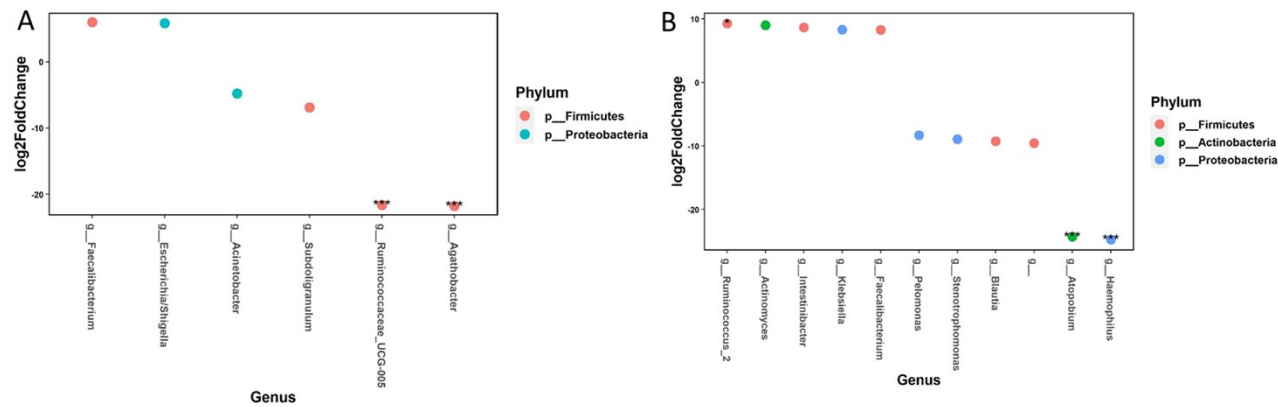 A
log2FoldChange
0
-10
-20
***
***
g__Faecalibacterium
g__Escherichia/Shigella
g__Acinetobacter
g__Subdoligranulum
g__Ruminococcaceae_UCG-005
g__Agathobacter
Genus
Phylum
p__Firmicutes
p__Proteobacteria
B
log2FoldChange
10
0
-10
-20
*
***
***
g__Ruminococcus_2
g__Actinomyces
g__Intestinibacter
g__Klebsiella
g__Faecalibacterium
g__Pelomonas
g__Stenotrophomonas
g__Blautia
g__
g__Atopobium
g__Haemophilus
Genus
Phylum
p__Firmicutes
p__Actinobacteria
p__Proteobacteria